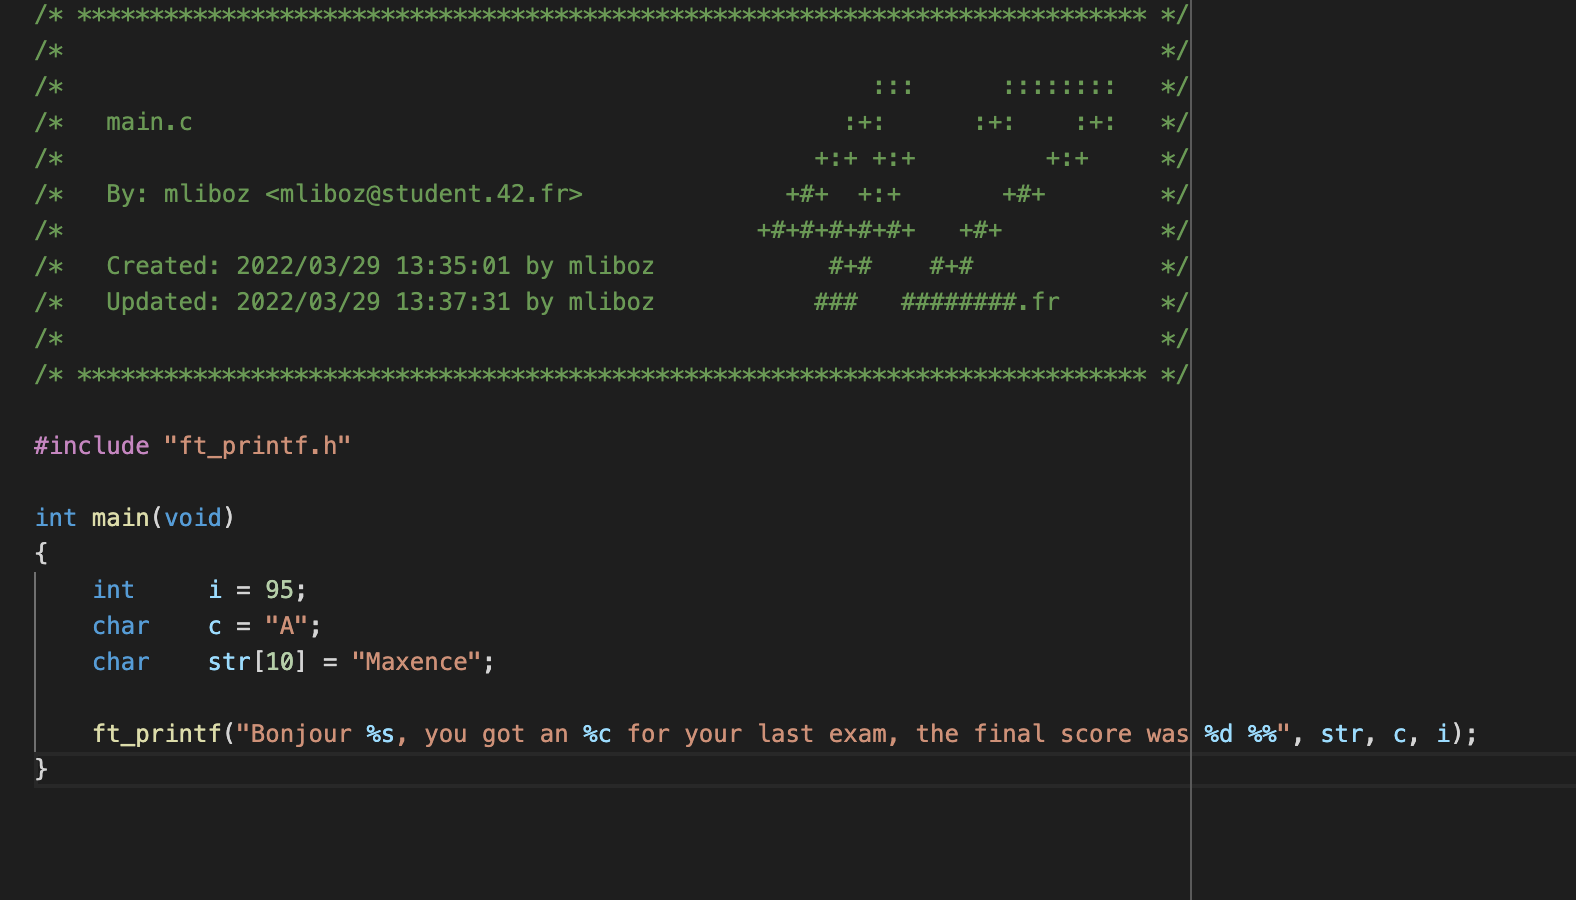 /* ************************************************************************** */
/*                                                                            */
/*                                                        :::      ::::::::   */
/*   main.c                                             :+:      :+:    :+:   */
/*                                                    +:+ +:+         +:+     */
/*   By: mliboz <mliboz@student.42.fr>              +#+  +:+       +#+        */
/*                                                +#+#+#+#+#+   +#+           */
/*   Created: 2022/03/29 13:35:01 by mliboz            #+#    #+#             */
/*   Updated: 2022/03/29 13:37:31 by mliboz           ###   ########.fr       */
/*                                                                            */
/* ************************************************************************** */
#include "ft_printf.h"
int main(void)
{
    int     i = 95;
    char    c = "A";
    char    str[10] = "Maxence";
    ft_printf("Bonjour %s, you got an %c for your last exam, the final score was %d %%", str, c, i);
}